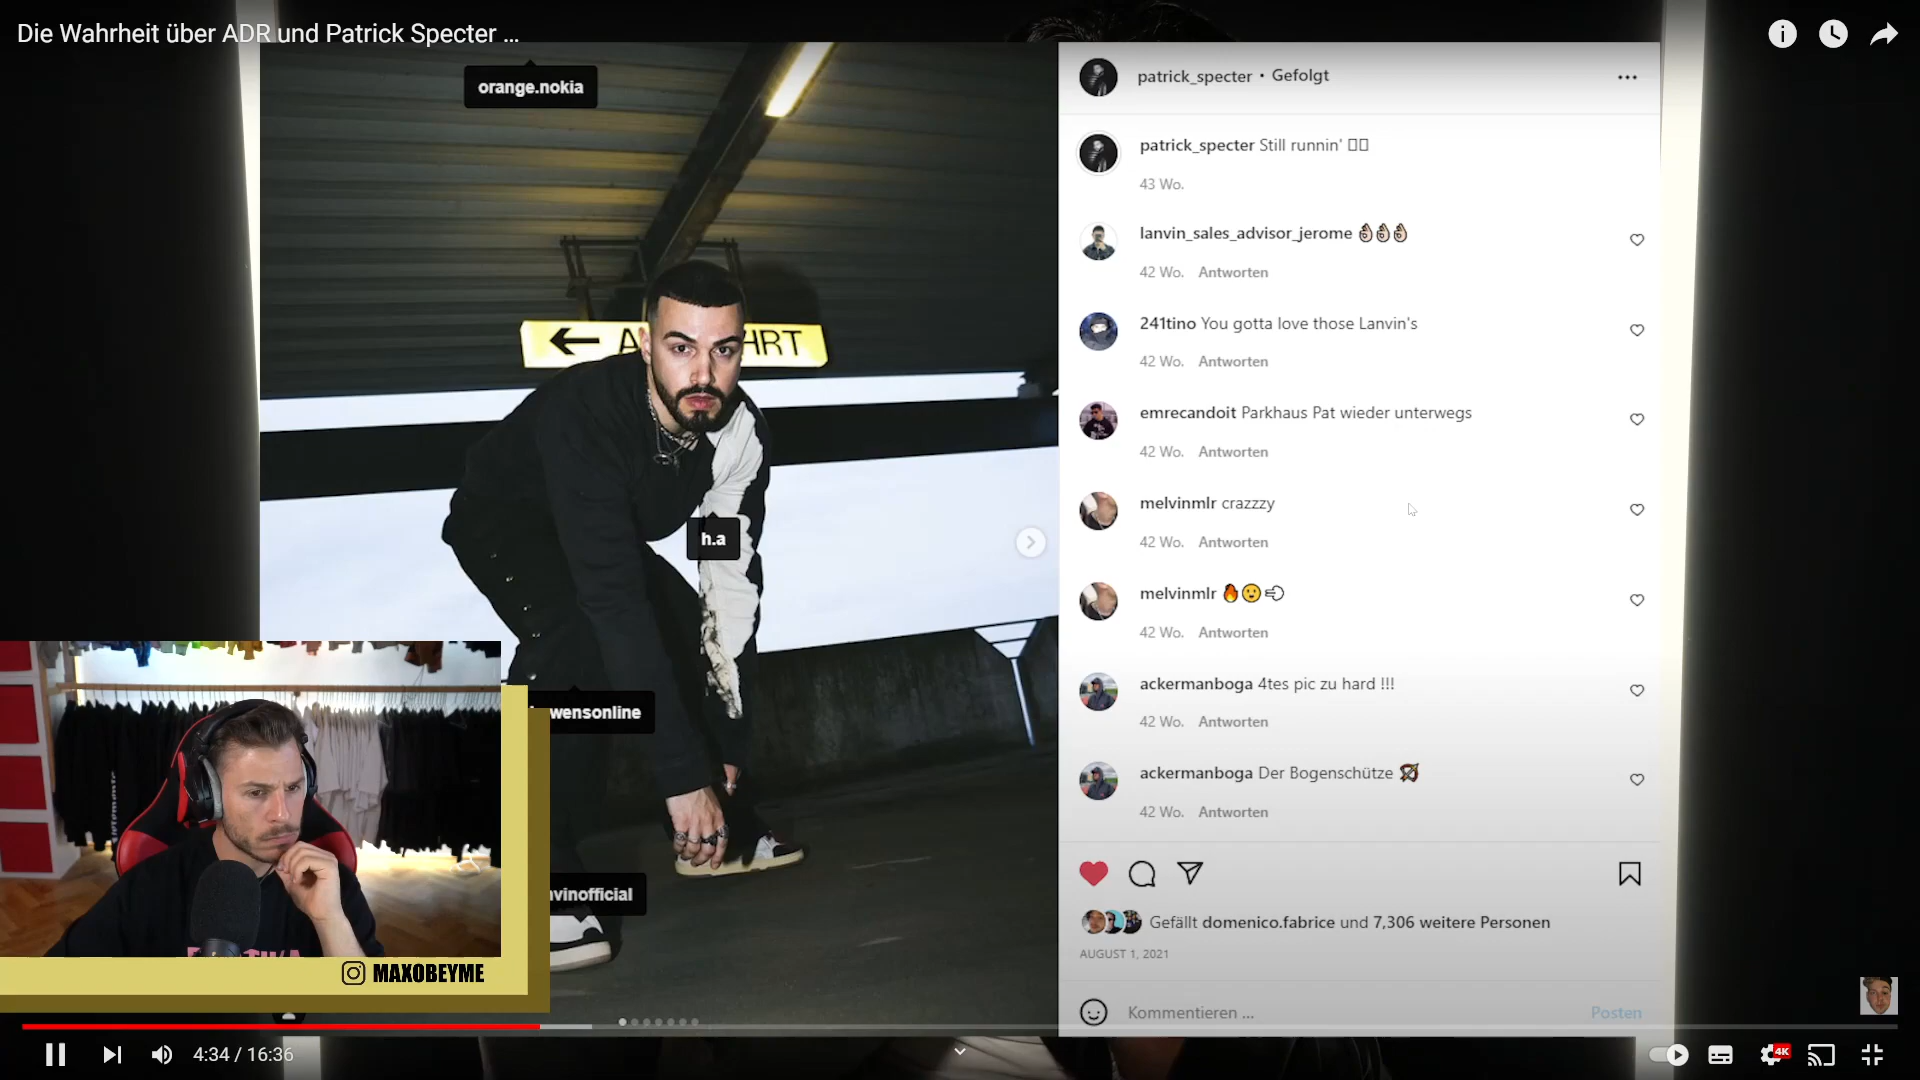 Die Wahrheit über ADR und Patrick Specter ...
orange.nokia
h.a
wensonline
vinofficial
patrick_specter • Gefolgt
patrick_specter Still runnin'
43 Wo.
lanvin_sales_advisor_jerome 👌🏻👌🏻👌🏻
42 Wo. Antworten
241tino You gotta love those Lanvin's
42 Wo. Antworten
emrecandoit Parkhaus Pat wieder unterwegs
42 Wo. Antworten
melvinmlr crazzzy
42 Wo. Antworten
melvinmlr 🔥😮💨
42 Wo. Antworten
ackermanboga 4tes pic zu hard !!!
42 Wo. Antworten
ackermanboga Der Bogenschütze 🏹
42 Wo. Antworten
Gefällt domenico.fabrice und 7,306 weitere Personen
AUGUST 1, 2021
Kommentieren ... Posten
MAXOBEYME
4:34 / 16:36
4K